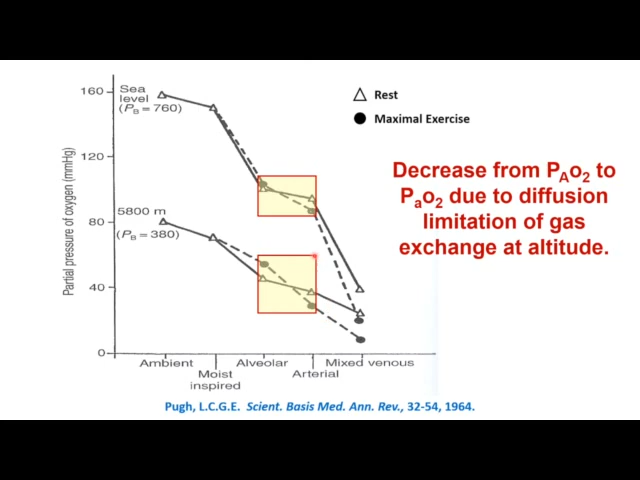 160
Sea
level
(PB=760)
Rest
Maximal Exercise
120
Partial pressure of oxygen (mmHg)
Decrease from PAO2 to
PaO2 due to diffusion
limitation of gas
exchange at altitude.
80
5800 m
(PB=380)
40
0
Ambient
Alveolar
Mixed venous
Moist
inspired
Arterial
Pugh, L.C.G.E. Scient. Basis Med. Ann. Rev., 32-54, 1964.